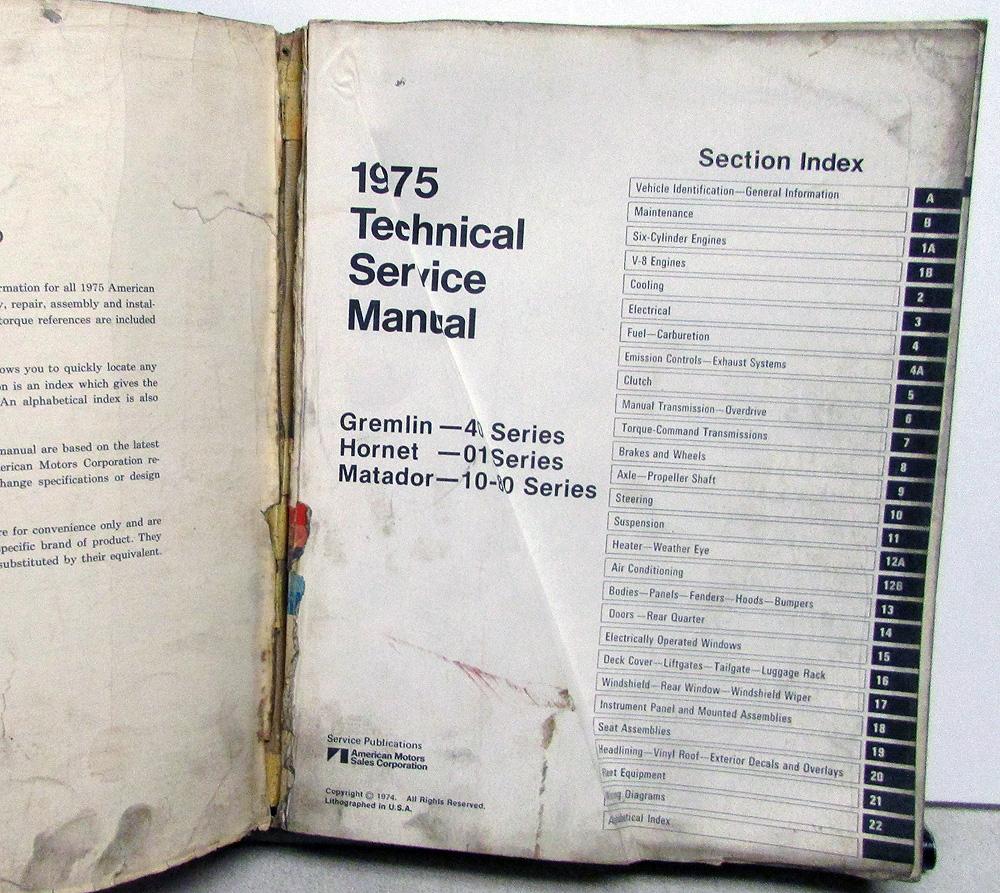 rmation for all 1975 American
, repair, assembly and instal-
torque references are included
ows you to quickly locate any
on is an index which gives the
An alphabetical index is also
manual are based on the latest
erican Motors Corporation re-
hange specifications or design
re for convenience only and are
pecific brand of product. They
substituted by their equivalent.
1975
Technical
Service
Manual
Gremlin —40 Series
Hornet —01 Series
Matador—10-80 Series
Service Publications
American Motors
Sales Corporation
Copyright © 1974. All Rights Reserved.
Lithographed in U.S.A.
Section Index
Vehicle Identification—General Information A
Maintenance B
Six-Cylinder Engines 1A
V-8 Engines 1B
Cooling 2
Electrical 3
Fuel—Carburetion 4
Emission Controls—Exhaust Systems 4A
Clutch 5
Manual Transmission—Overdrive 6
Torque-Command Transmissions 7
Brakes and Wheels 8
Axle—Propeller Shaft 9
Steering 10
Suspension 11
Heater—Weather Eye 12A
Air Conditioning 12B
Bodies—Panels—Fenders—Hoods—Bumpers 13
Doors—Rear Quarter 14
Electrically Operated Windows 15
Deck Cover—Liftgates—Tailgate—Luggage Rack 16
Windshield—Rear Window—Windshield Wiper 17
Instrument Panel and Mounted Assemblies 18
Seat Assemblies 19
Headlining—Vinyl Roof—Exterior Decals and Overlays 20
Fleet Equipment 21
Wiring Diagrams 22
Alphabetical Index